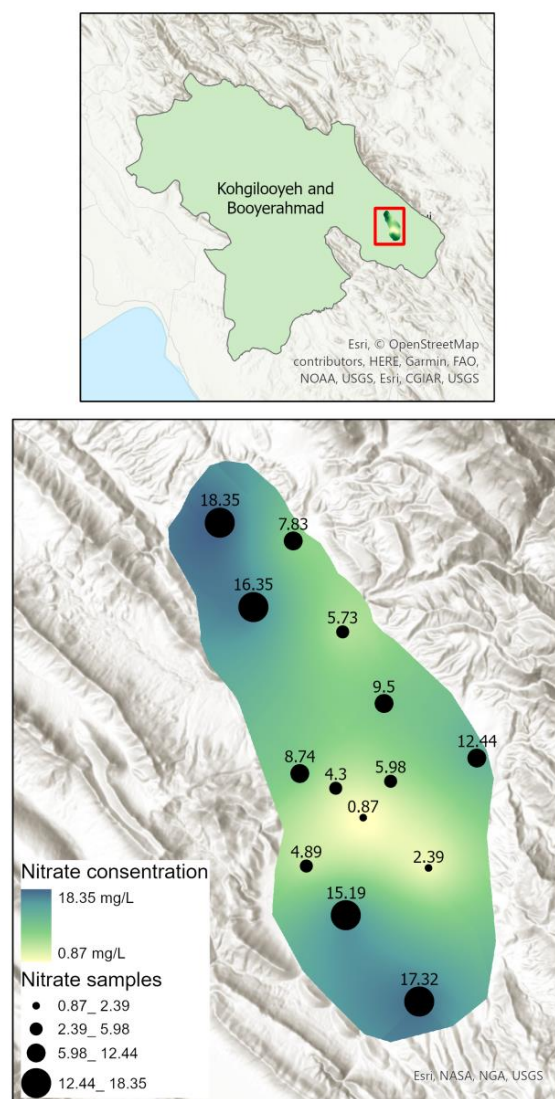 Kohgilooyeh and
Booyerahmad
Esri, © OpenStreetMap
contributors, HERE, Garmin, FAO,
NOAA, USGS, Esri, CGIAR, USGS
18.35
7.83
16.35
5.73
9.5
12.44
8.74
5.98
4.3
0.87
4.89
2.39
15.19
17.32
Nitrate consentration
18.35 mg/L
0.87 mg/L
Nitrate samples
0.87_ 2.39
2.39_ 5.98
5.98_ 12.44
12.44_ 18.35
Esri, NASA, NGA, USGS